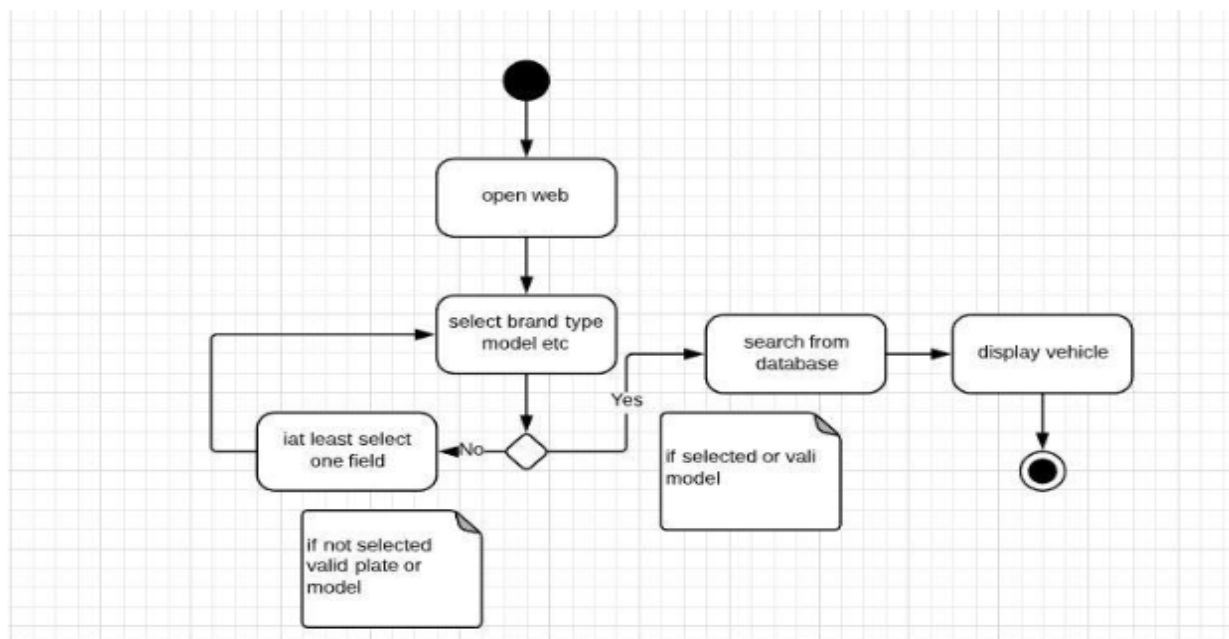 open web
select brand type
model etc
search from
database
display vehicle
Yes
No
iat least select
one field
if selected or vali
model
if not selected
valid plate or
model